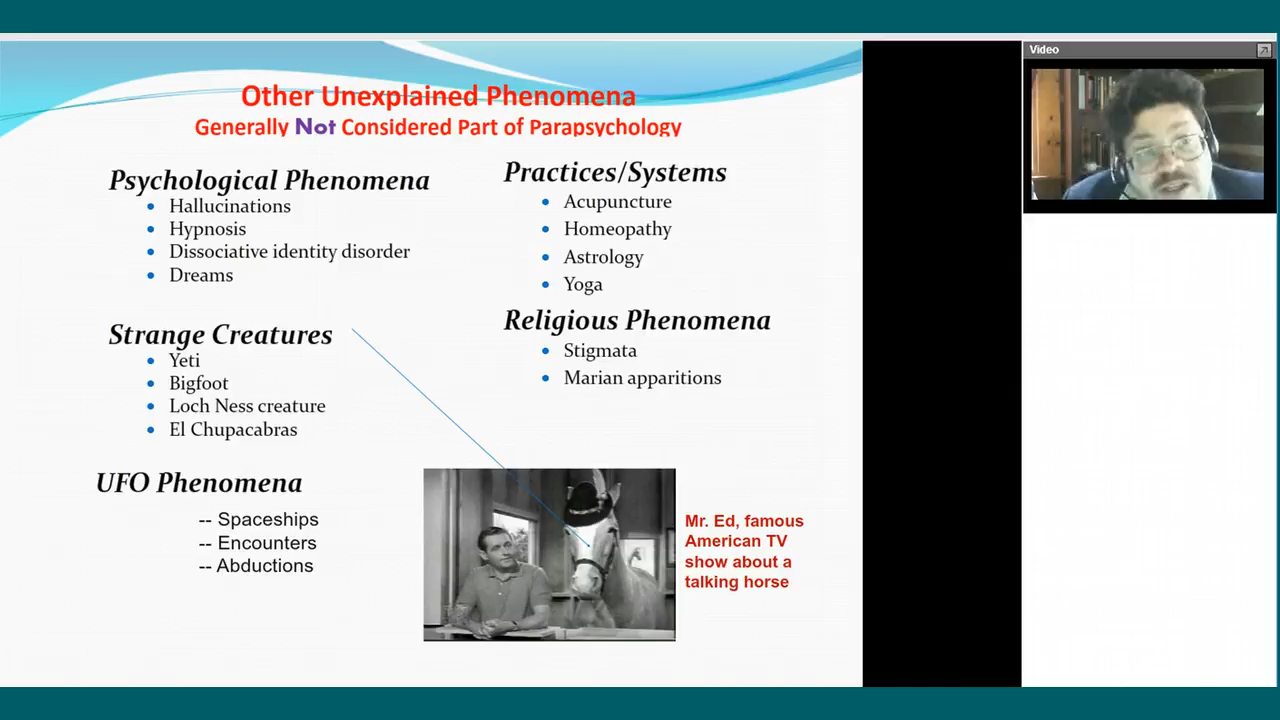 Video
Other Unexplained Phenomena
Generally Not Considered Part of Parapsychology
Psychological Phenomena
Hallucinations
Hypnosis
Dissociative identity disorder
Dreams
Strange Creatures
Yeti
Bigfoot
Loch Ness creature
El Chupacabras
UFO Phenomena
-- Spaceships
-- Encounters
-- Abductions
Practices/Systems
Acupuncture
Homeopathy
Astrology
Yoga
Religious Phenomena
Stigmata
Marian apparitions
Mr. Ed, famous
American TV
show about a
talking horse